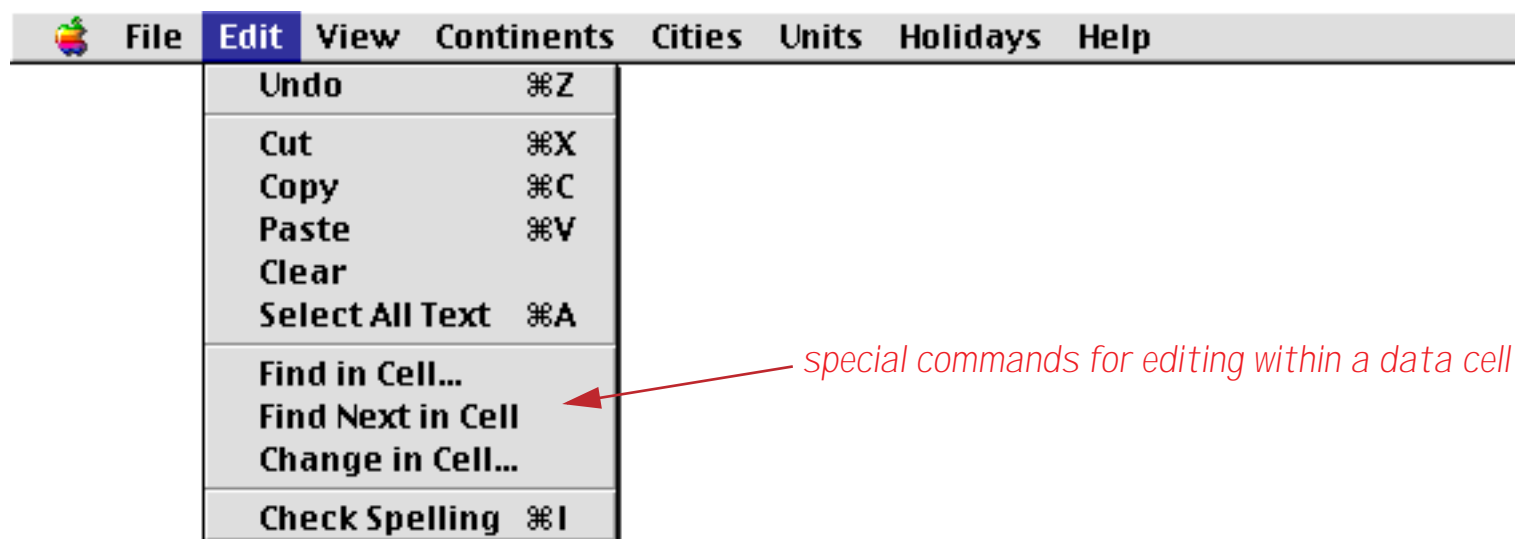 File Edit View Continents Cities Units Holidays Help
Undo ⌘Z
Cut ⌘X
Copy ⌘C
Paste ⌘V
Clear
Select All Text ⌘A
Find in Cell...
special commands for editing within a data cell
Find Next in Cell
Change in Cell...
Check Spelling ⌘I